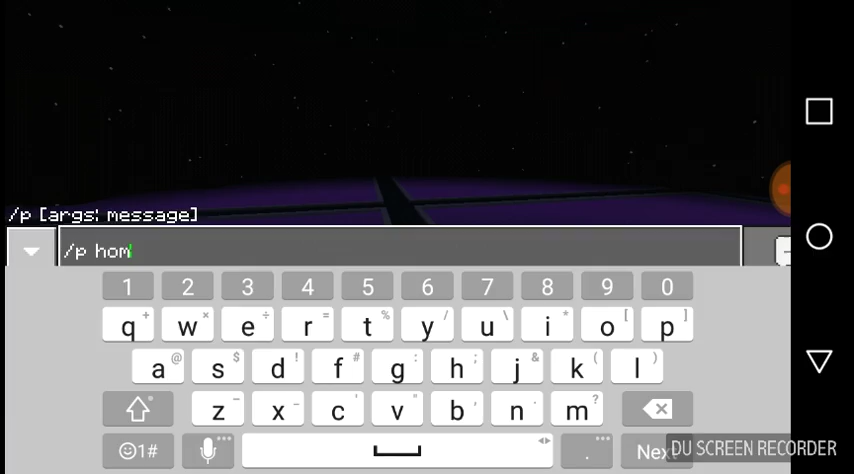 /p [args: message]
/p hom
1 2 3 4 5 6 7 8 9 0
q + w × e ÷ r = t % y / u \ i * o [ p ]
a @ s $ d ! f # g : h ; j & k ( l )
z ~ x - c ' v " b , n . m ?
☺1# . Next
DU SCREEN RECORDER